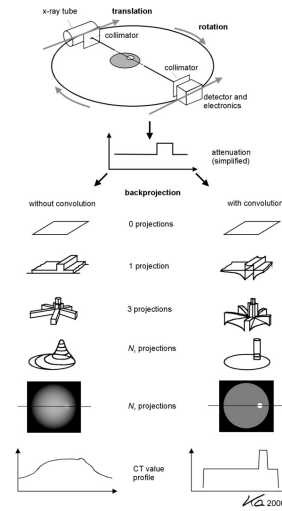 x-ray tube
translation
collimator
rotation
collimator
detector and
electronics
attenuation
(simplified)
backprojection
without convolution
with convolution
0 projections
1 projection
3 projections
Nₚ projections
Nₚ projections
CT value
profile
2000